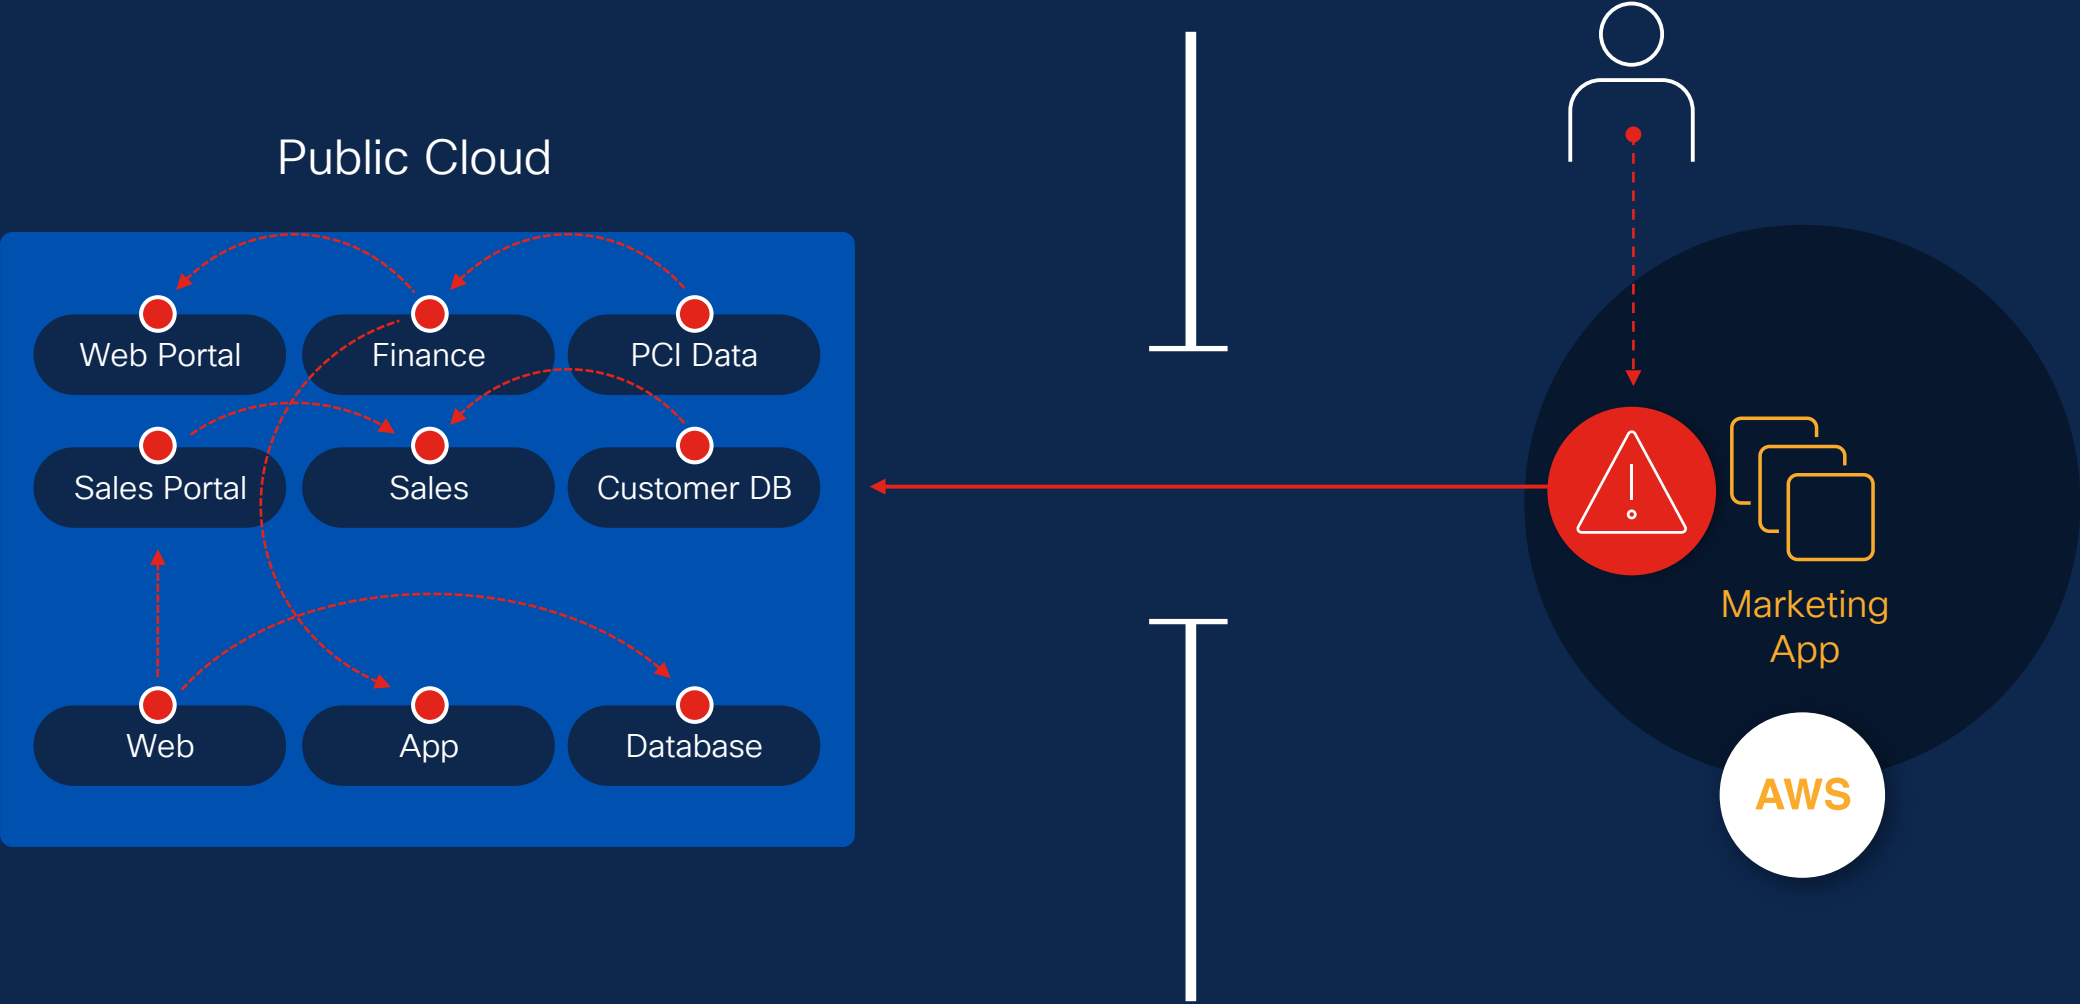 Public Cloud
Web Portal
Finance
PCI Data
Sales Portal
Sales
Customer DB
Web
App
Database
Marketing
App
AWS